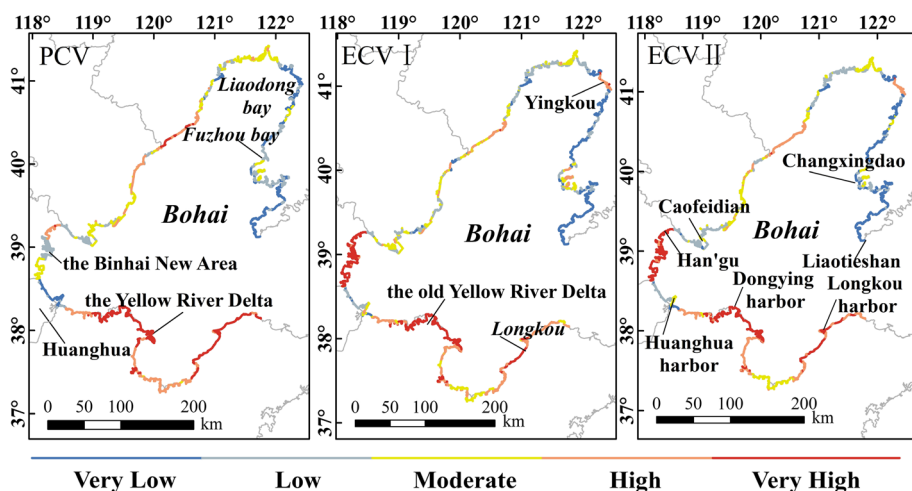 118° 119° 120° 121° 122°
118° 119° 120° 121° 122°
118° 119° 120° 121° 122°
PCV
ECV I
ECV II
41°
40°
39°
38°
37°
Liaodong
bay
Fuzhou bay
Bohai
the Binhai New Area
the Yellow River Delta
Huanghua
0 50 100 200
km
41°
40°
39°
38°
37°
Yingkou
Bohai
the old Yellow River Delta
Longkou
0 50 100 200
km
41°
40°
39°
38°
37°
Changxingdao
Caofeidian
Bohai
Han'gu
Liaotieshan
Dongying
harbor
Longkou
harbor
Huanghua
harbor
0 50 100 200
km
Very Low Low Moderate High Very High